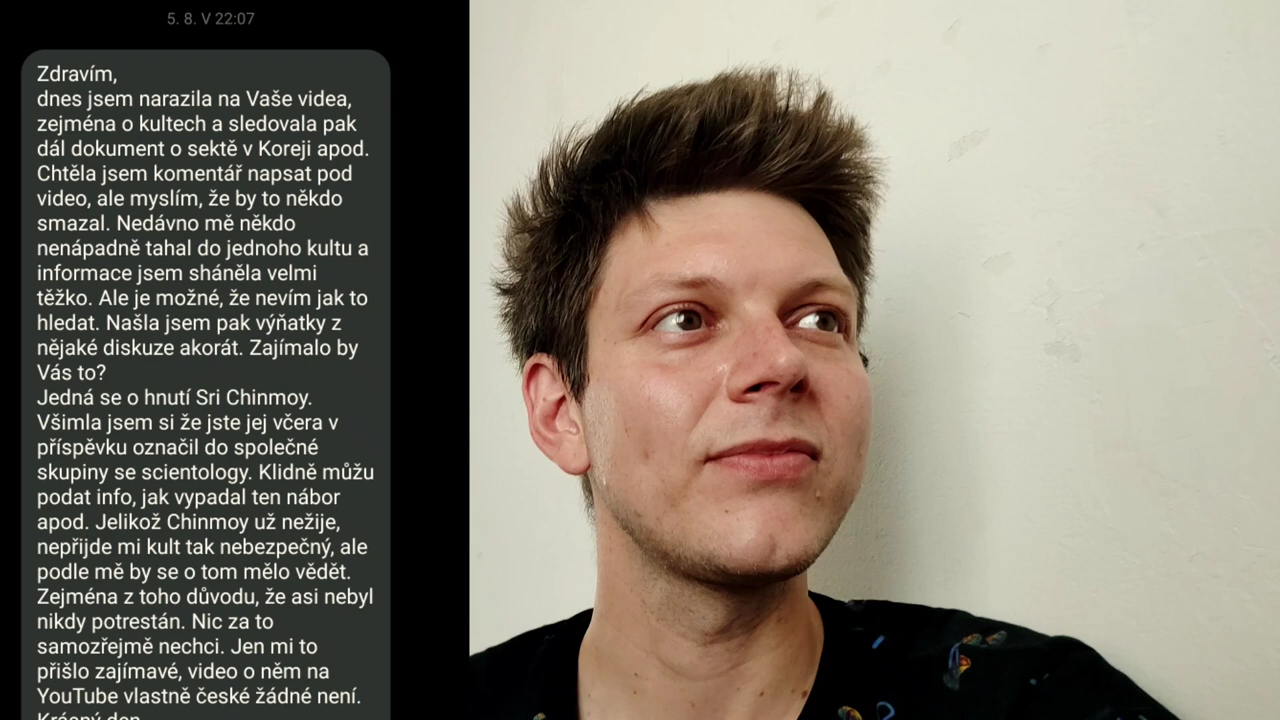 5. 8. V 22:07
Zdravím,
dnes jsem narazila na Vaše videa,
zejména o kultech a sledovala pak
dál dokument o sektě v Koreji apod.
Chtěla jsem komentář napsat pod
video, ale myslím, že by to někdo
smazal. Nedávno mě někdo
nenápadně tahal do jednoho kultu a
informace jsem sháněla velmi
těžko. Ale je možné, že nevím jak to
hledat. Našla jsem pak výňatky z
nějaké diskuze akorát. Zajímalo by
Vás to?
Jedná se o hnutí Sri Chinmoy.
Všimla jsem si že jste jej včera v
příspěvku označil do společné
skupiny se scientology. Klidně můžu
podat info, jak vypadal ten nábor
apod. Jelikož Chinmoy už nežije,
nepřijde mi kult tak nebezpečný, ale
podle mě by se o tom mělo vědět.
Zejména z toho důvodu, že asi nebyl
nikdy potrestán. Nic za to
samozřejmě nechci. Jen mi to
přišlo zajímavé, video o něm na
YouTube vlastně české žádné není.
Krásný den